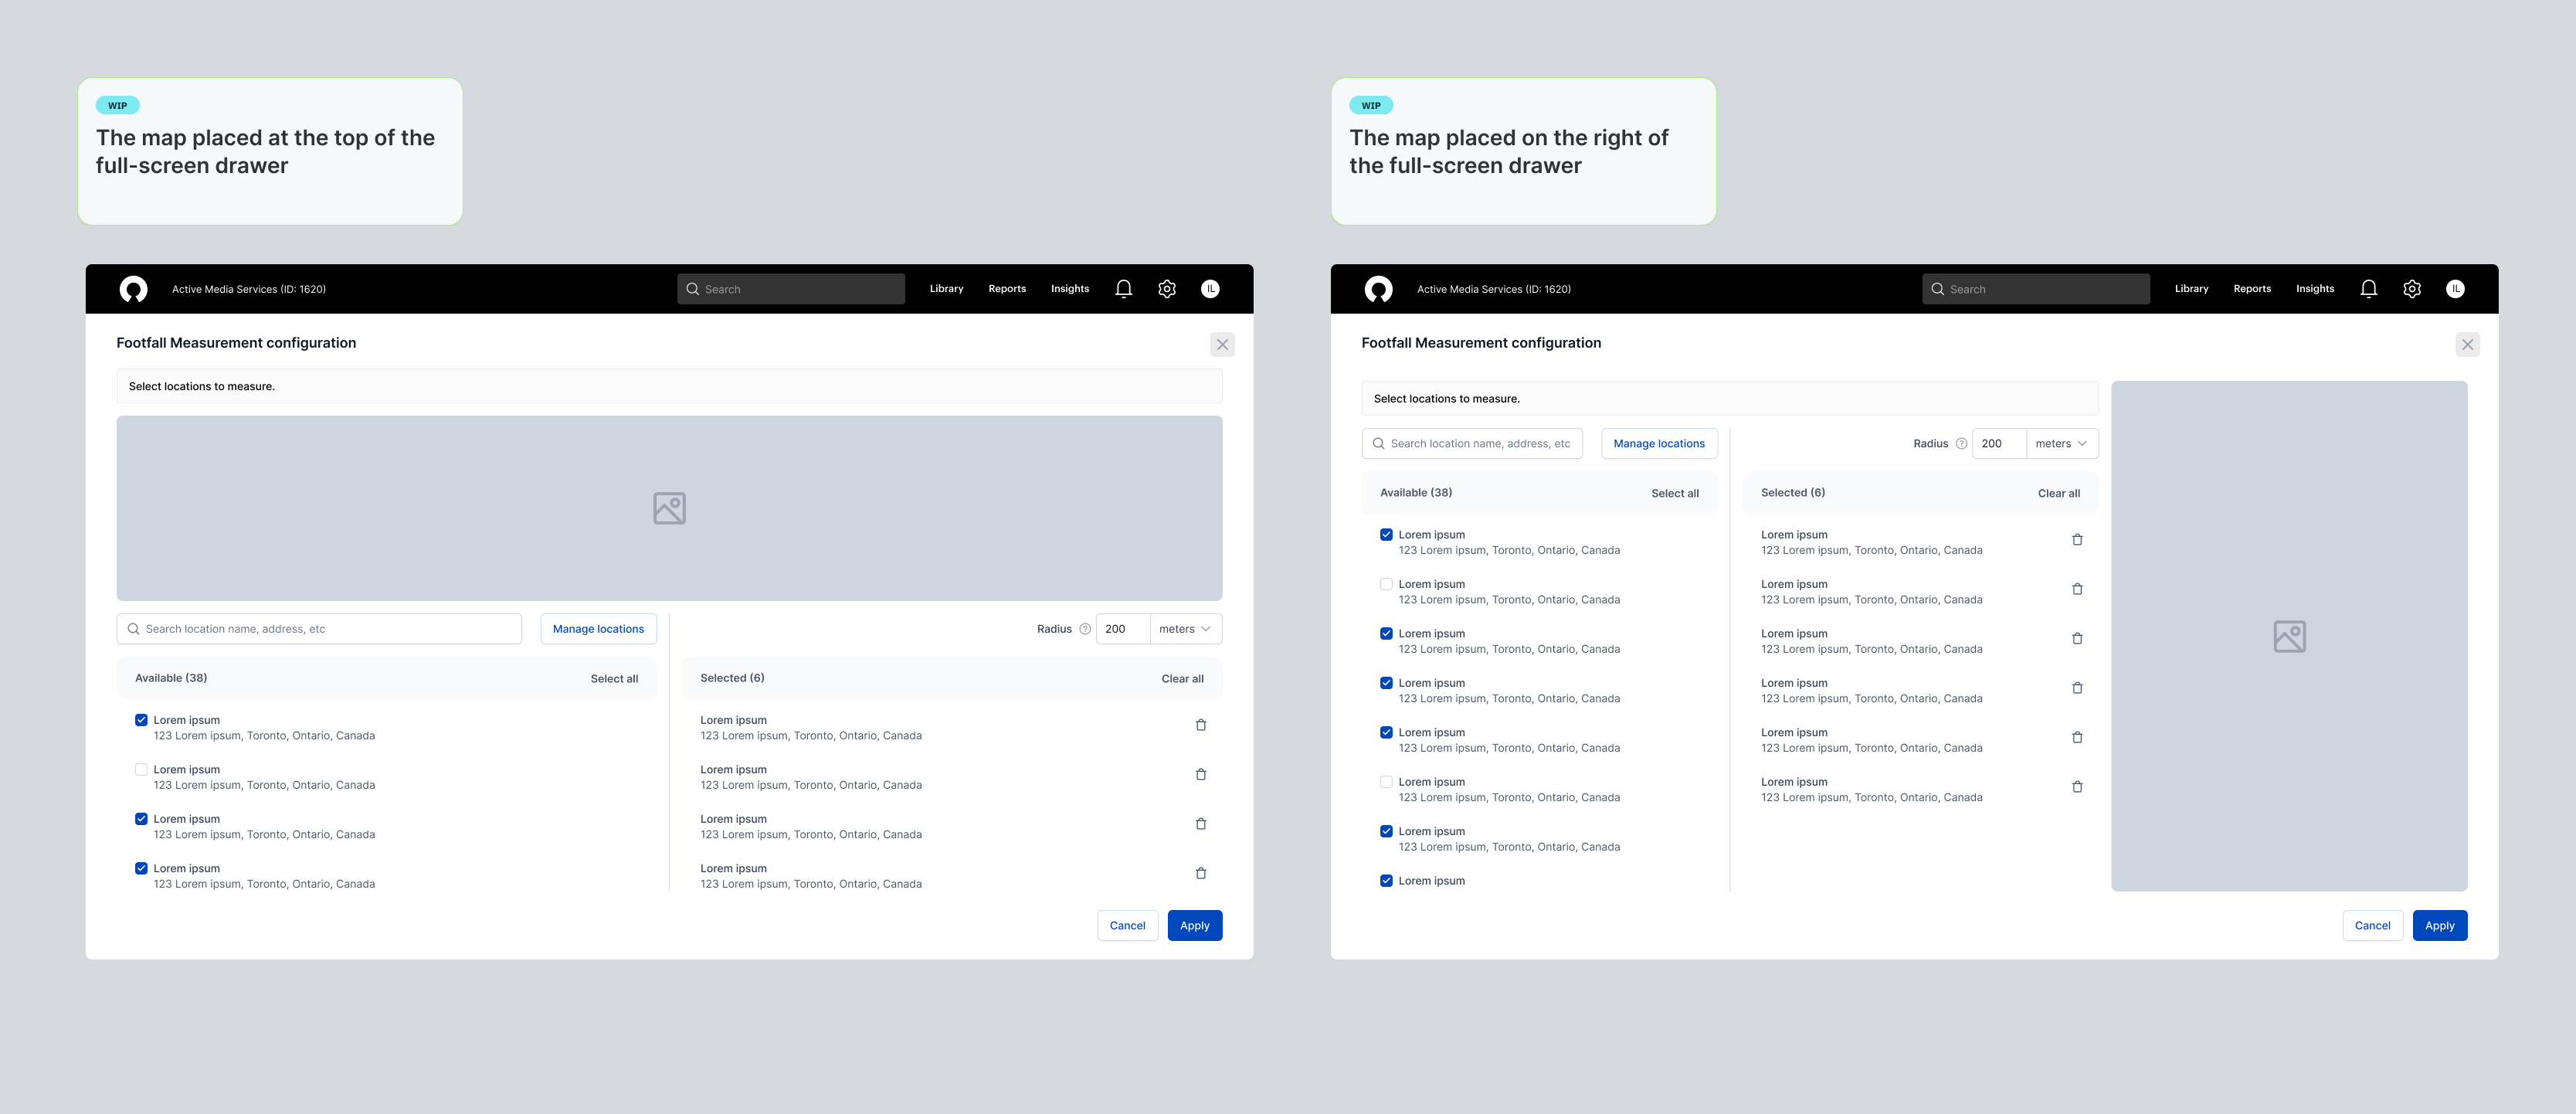 WIP
The map placed at the top of the
full-screen drawer
WIP
The map placed on the right of
the full-screen drawer
Active Media Services (ID: 1620)
Search
Library
Reports
Insights
IL
Footfall Measurement configuration
Select locations to measure.
Search location name, address, etc
Manage locations
Radius
200
meters
Available (38)
Select all
Selected (6)
Clear all
Lorem ipsum
123 Lorem ipsum, Toronto, Ontario, Canada
Lorem ipsum
123 Lorem ipsum, Toronto, Ontario, Canada
Lorem ipsum
123 Lorem ipsum, Toronto, Ontario, Canada
Lorem ipsum
123 Lorem ipsum, Toronto, Ontario, Canada
Lorem ipsum
123 Lorem ipsum, Toronto, Ontario, Canada
Lorem ipsum
123 Lorem ipsum, Toronto, Ontario, Canada
Lorem ipsum
123 Lorem ipsum, Toronto, Ontario, Canada
Lorem ipsum
123 Lorem ipsum, Toronto, Ontario, Canada
Cancel
Apply
Active Media Services (ID: 1620)
Search
Library
Reports
Insights
IL
Footfall Measurement configuration
Select locations to measure.
Search location name, address, etc
Manage locations
Radius
200
meters
Available (38)
Select all
Selected (6)
Clear all
Lorem ipsum
123 Lorem ipsum, Toronto, Ontario, Canada
Lorem ipsum
123 Lorem ipsum, Toronto, Ontario, Canada
Lorem ipsum
123 Lorem ipsum, Toronto, Ontario, Canada
Lorem ipsum
123 Lorem ipsum, Toronto, Ontario, Canada
Lorem ipsum
123 Lorem ipsum, Toronto, Ontario, Canada
Lorem ipsum
123 Lorem ipsum, Toronto, Ontario, Canada
Lorem ipsum
123 Lorem ipsum, Toronto, Ontario, Canada
Lorem ipsum
Lorem ipsum
123 Lorem ipsum, Toronto, Ontario, Canada
Lorem ipsum
123 Lorem ipsum, Toronto, Ontario, Canada
Lorem ipsum
123 Lorem ipsum, Toronto, Ontario, Canada
Lorem ipsum
123 Lorem ipsum, Toronto, Ontario, Canada
Lorem ipsum
123 Lorem ipsum, Toronto, Ontario, Canada
Lorem ipsum
123 Lorem ipsum, Toronto, Ontario, Canada
Cancel
Apply